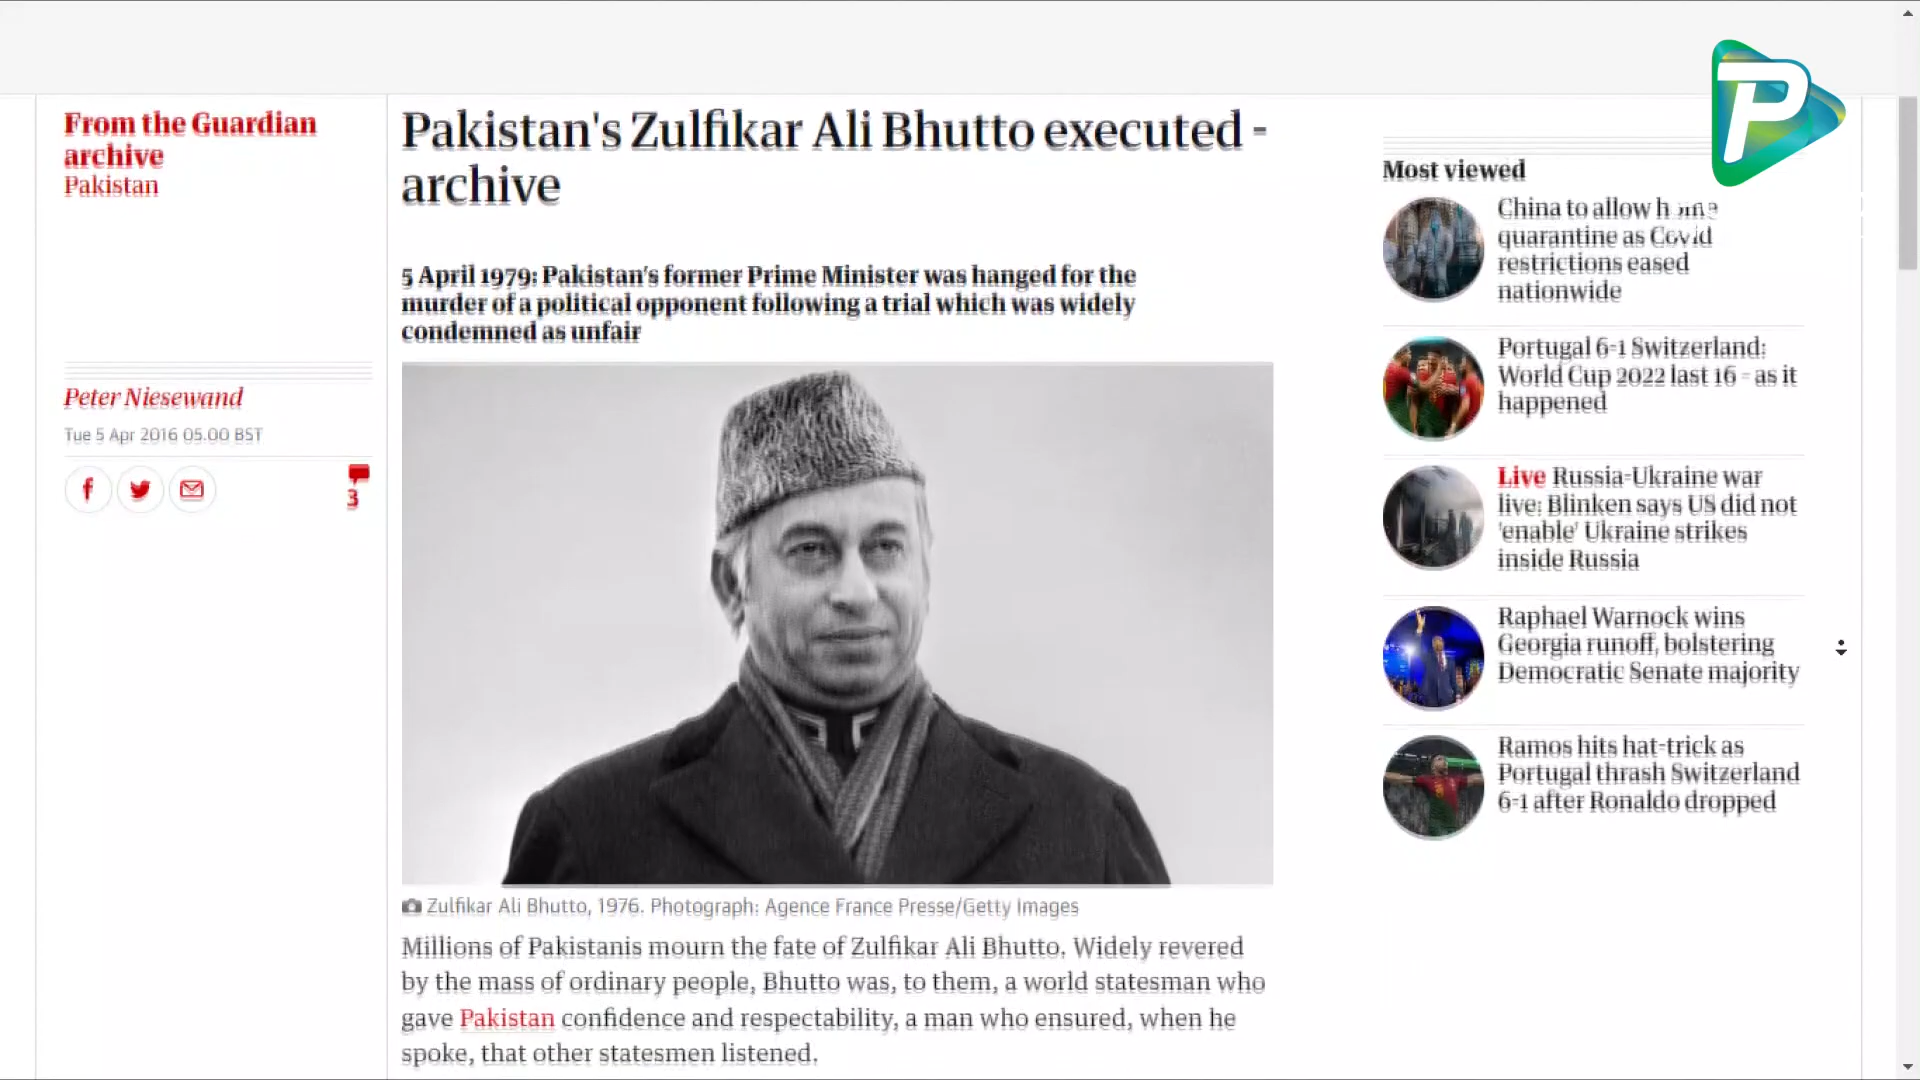 From the Guardian
archive
Pakistan
Peter Niesewand
Tue 5 Apr 2016 05.00 BST
3
Pakistan's Zulfikar Ali Bhutto executed -
archive
5 April 1979: Pakistan's former Prime Minister was hanged for the
murder of a political opponent following a trial which was widely
condemned as unfair
Zulfikar Ali Bhutto, 1976. Photograph: Agence France Presse/Getty Images
Millions of Pakistanis mourn the fate of Zulfikar Ali Bhutto. Widely revered
by the mass of ordinary people, Bhutto was, to them, a world statesman who
gave Pakistan confidence and respectability, a man who ensured, when he
spoke, that other statesmen listened.
P
Most viewed
China to allow home
quarantine as Covid
restrictions eased
nationwide
Portugal 6-1 Switzerland:
World Cup 2022 last 16 – as it
happened
Live Russia-Ukraine war
live: Blinken says US did not
'enable' Ukraine strikes
inside Russia
Raphael Warnock wins
Georgia runoff, bolstering
Democratic Senate majority
Ramos hits hat-trick as
Portugal thrash Switzerland
6-1 after Ronaldo dropped